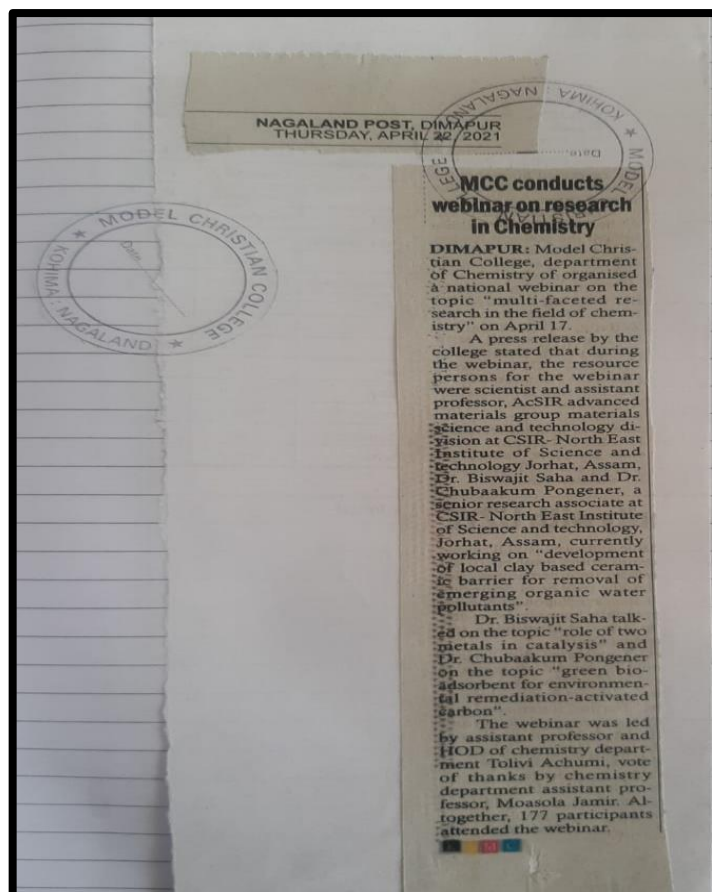 NAGALAND POST, DIMAPUR
THURSDAY, APRIL 22, 2021
KOHIMA : NAGALAND ★ MODEL CHRISTIAN COLLEGE ★
Date
MCC conducts
webinar on research
in Chemistry
DIMAPUR: Model Chris-
tian College, department
of Chemistry of organised
a national webinar on the
topic “multi-faceted re-
search in the field of chem-
istry” on April 17.
A press release by the
college stated that during
the webinar, the resource
persons for the webinar
were scientist and assistant
professor, AcSIR advanced
materials group materials
science and technology di-
vision at CSIR- North East
Institute of Science and
technology Jorhat, Assam,
Dr. Biswajit Saha and Dr.
Chubaakum Pongener, a
senior research associate at
CSIR- North East Institute
of Science and technology,
Jorhat, Assam, currently
working on “development
of local clay based ceram-
ic barrier for removal of
emerging organic water
pollutants”.
Dr. Biswajit Saha talk-
ed on the topic “role of two
metals in catalysis” and
Dr. Chubaakum Pongener
on the topic “green bio-
adsorbent for environmen-
tal remediation-activated
carbon”.
The webinar was led
by assistant professor and
HOD of chemistry depart-
ment Tolivi Achumi, vote
of thanks by chemistry
department assistant pro-
fessor, Moasola Jamir. Al-
together, 177 participants
attended the webinar.
★ MODEL CHRISTIAN COLLEGE ★ KOHIMA : NAGALAND
Date